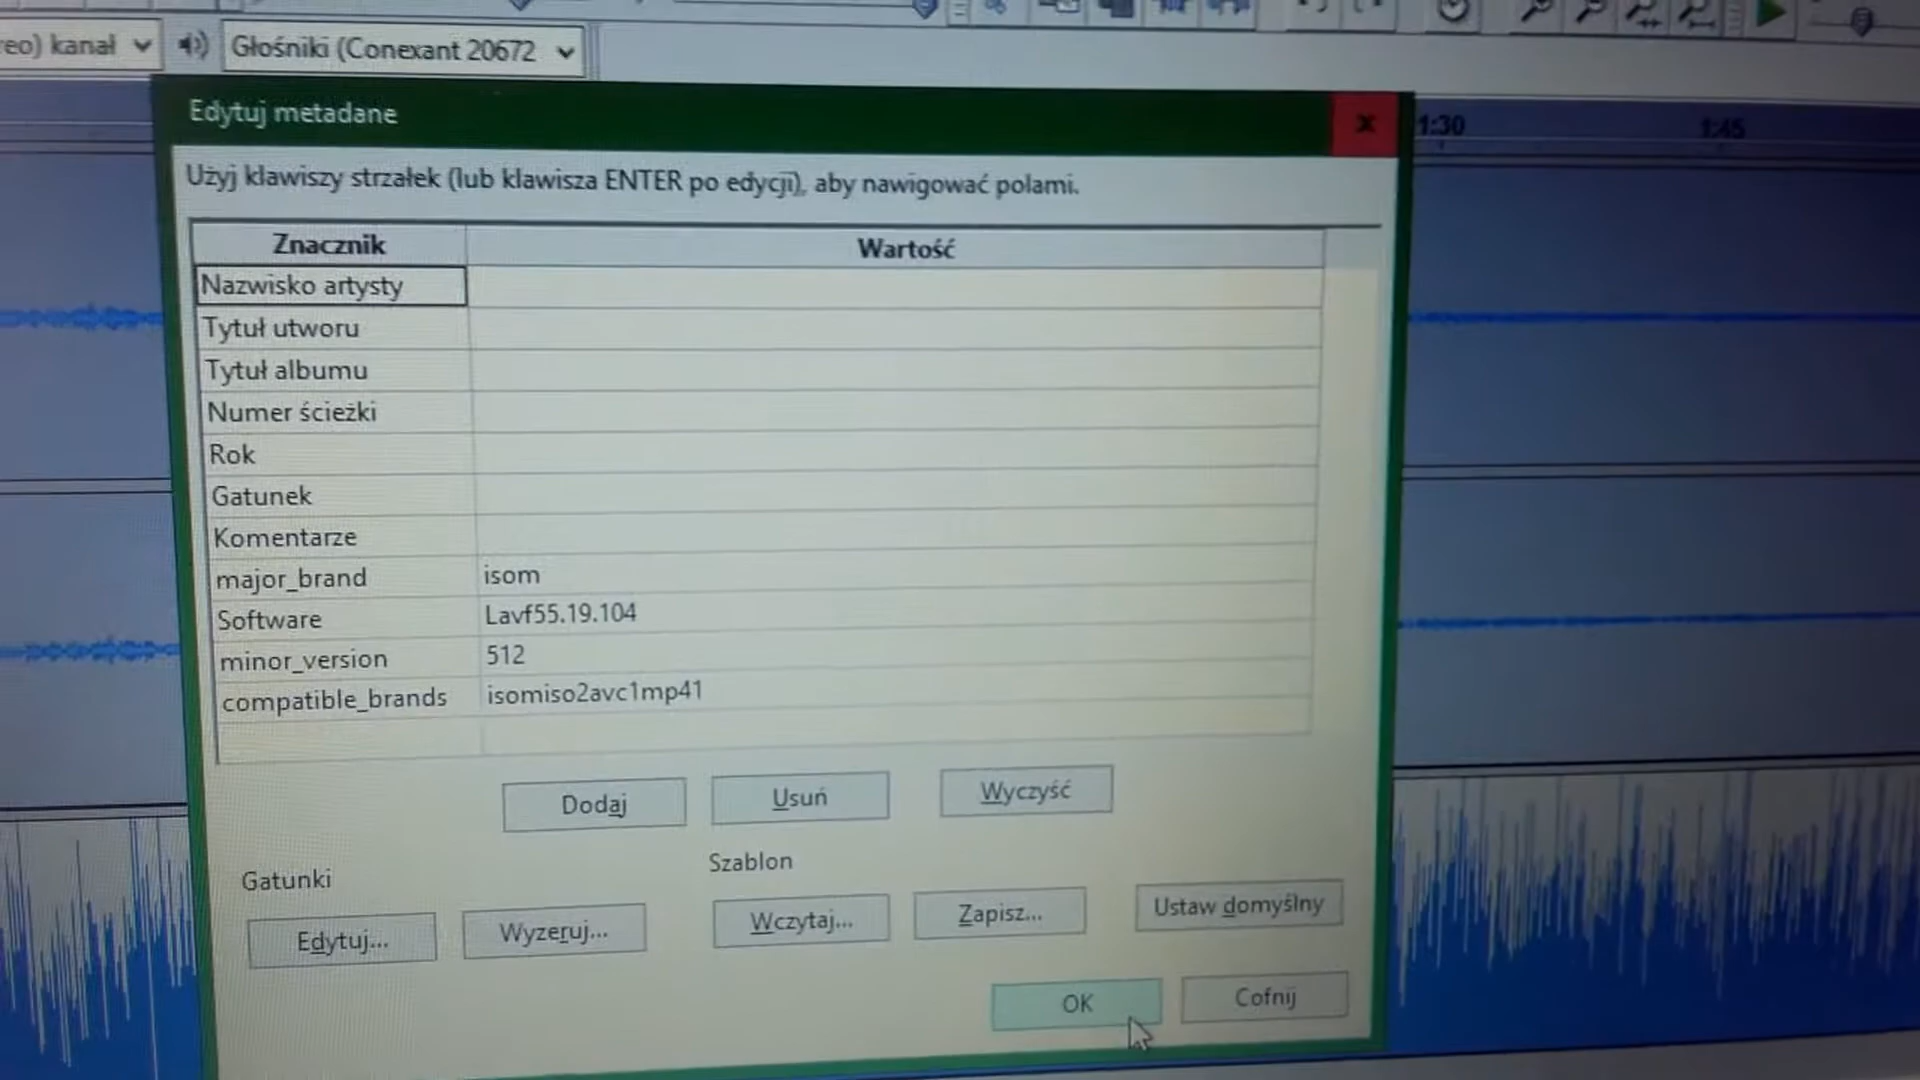 reo) kanał
Głośniki (Conexant 20672
Edytuj metadane
x
1:30
1:45
Użyj klawiszy strzałek (lub klawisza ENTER po edycji), aby nawigować polami.
Znacznik Wartość
Nazwisko artysty
Tytuł utworu
Tytuł albumu
Numer ścieżki
Rok
Gatunek
Komentarze
major_brand isom
Software Lavf55.19.104
minor_version 512
compatible_brands isomiso2avc1mp41
Dodaj Usuń Wyczyść
Gatunki Szablon
Edytuj... Wyzeruj... Wczytaj... Zapisz... Ustaw domyślny
OK Cofnij